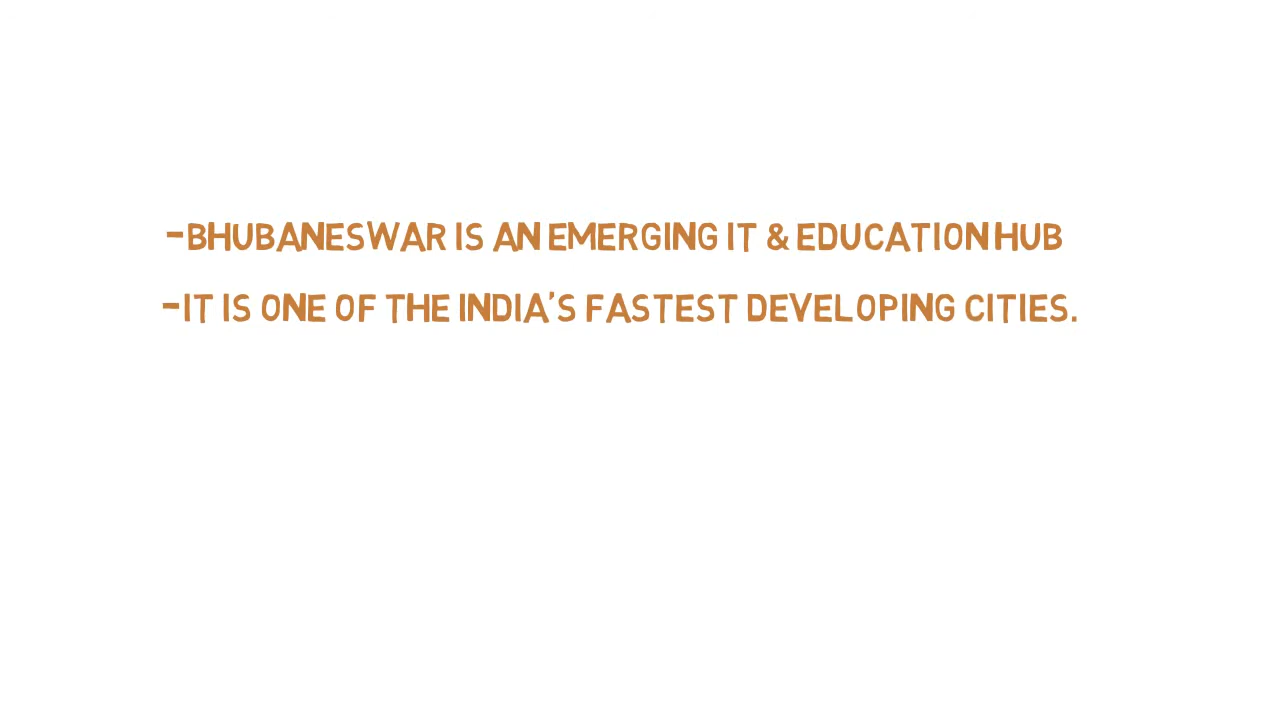 -BHUBANESWAR IS AN EMERGING IT & EDUCATION HUB
-IT IS ONE OF THE INDIA'S FASTEST DEVELOPING CITIES.